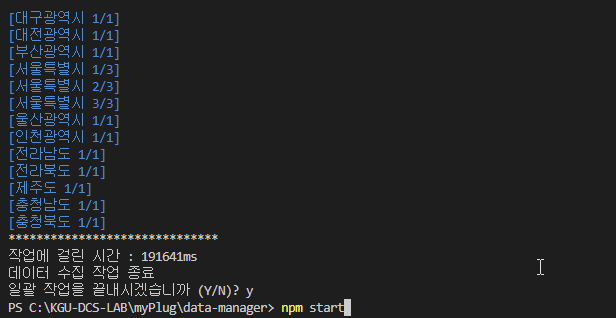 [대구광역시 1/1]
[대전광역시 1/1]
[부산광역시 1/1]
[서울특별시 1/3]
[서울특별시 2/3]
[서울특별시 3/3]
[울산광역시 1/1]
[인천광역시 1/1]
[전라남도 1/1]
[전라북도 1/1]
[제주도 1/1]
[충청남도 1/1]
[충청북도 1/1]
******************************
작업에 걸린 시간 : 191641ms
데이터 수집 작업 종료
일괄 작업을 끝내시겠습니까 (Y/N)? y
PS C:\KGU-DCS-LAB\myPlug\data-manager> npm start